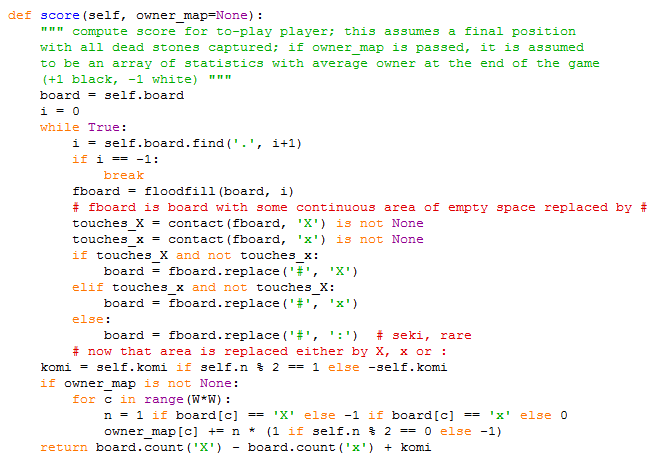 def score(self, owner_map=None):
    """ compute score for to-play player; this assumes a final position
    with all dead stones captured; if owner_map is passed, it is assumed
    to be an array of statistics with average owner at the end of the game
    (+1 black, -1 white) """
    board = self.board
    i = 0
    while True:
        i = self.board.find('.', i+1)
        if i == -1:
            break
        fboard = floodfill(board, i)
        # fboard is board with some continuous area of empty space replaced by #
        touches_X = contact(fboard, 'X') is not None
        touches_x = contact(fboard, 'x') is not None
        if touches_X and not touches_x:
            board = fboard.replace('#', 'X')
        elif touches_x and not touches_X:
            board = fboard.replace('#', 'x')
        else:
            board = fboard.replace('#', ':')  # seki, rare
        # now that area is replaced either by X, x or :
    komi = self.komi if self.n % 2 == 1 else -self.komi
    if owner_map is not None:
        for c in range(W*W):
            n = 1 if board[c] == 'X' else -1 if board[c] == 'x' else 0
            owner_map[c] += n * (1 if self.n % 2 == 0 else -1)
    return board.count('X') - board.count('x') + komi